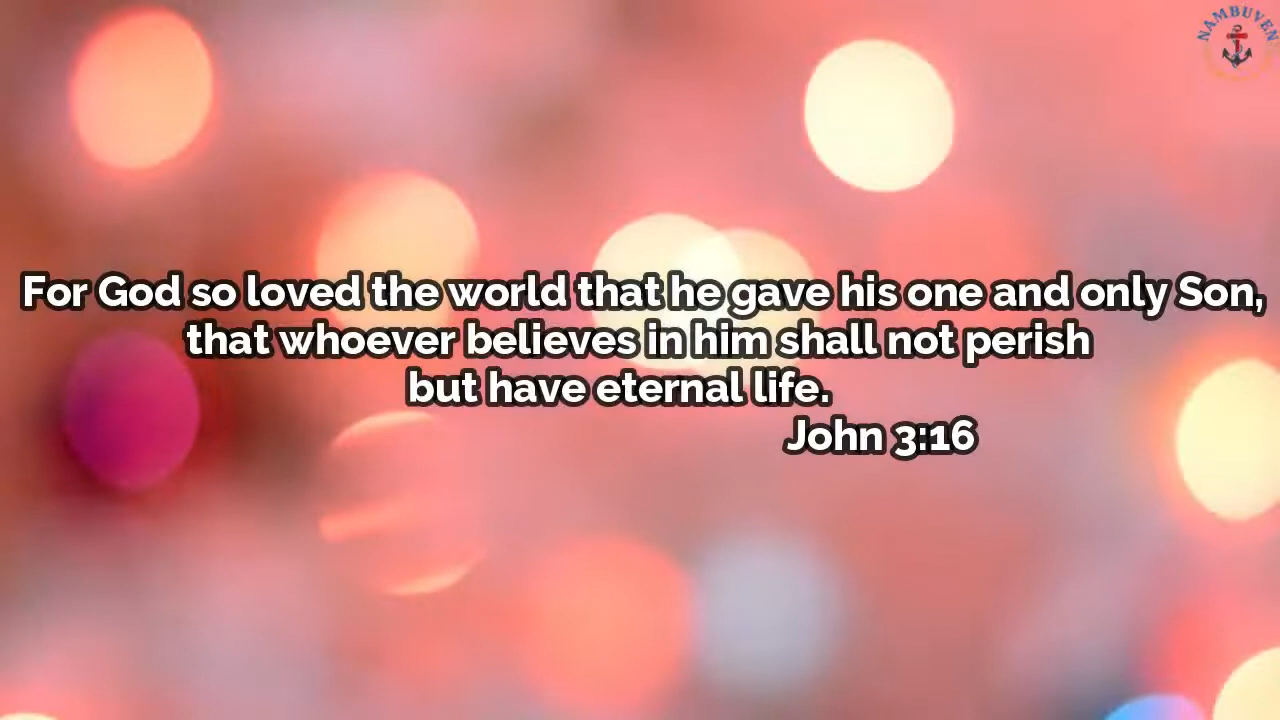 NAMBUVEN
For God so loved the world that he gave his one and only Son,
that whoever believes in him shall not perish
but have eternal life.
John 3:16